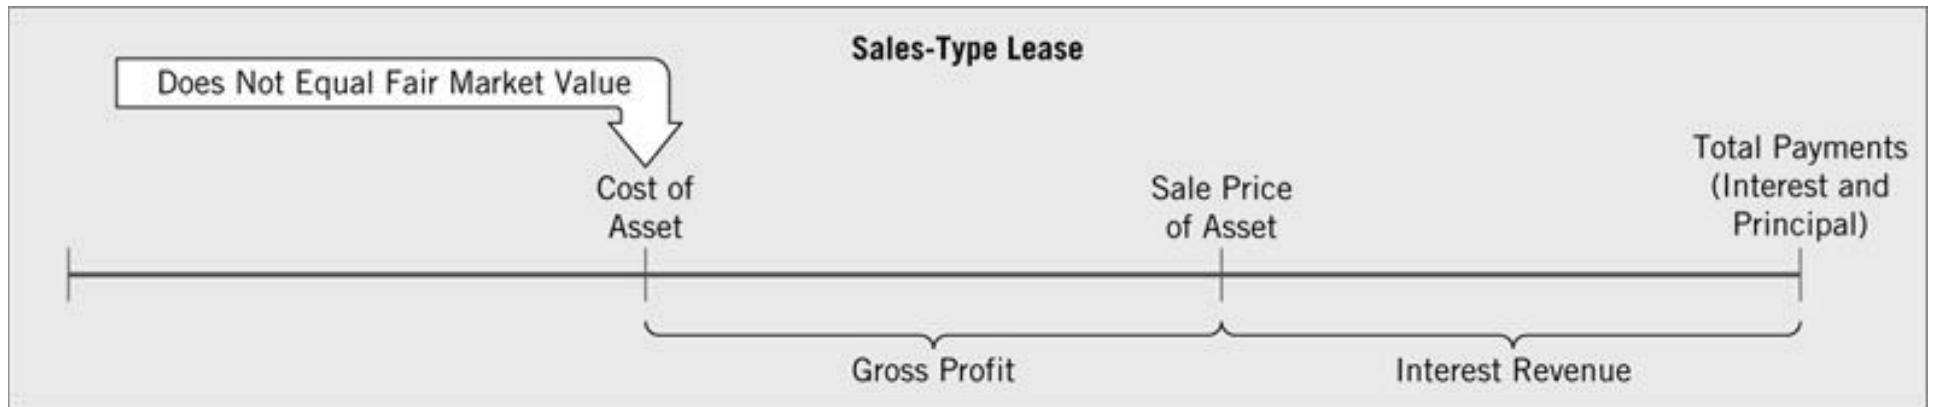 Sales-Type Lease
Does Not Equal Fair Market Value
Cost of
Asset
Sale Price
of Asset
Total Payments
(Interest and
Principal)
Gross Profit
Interest Revenue